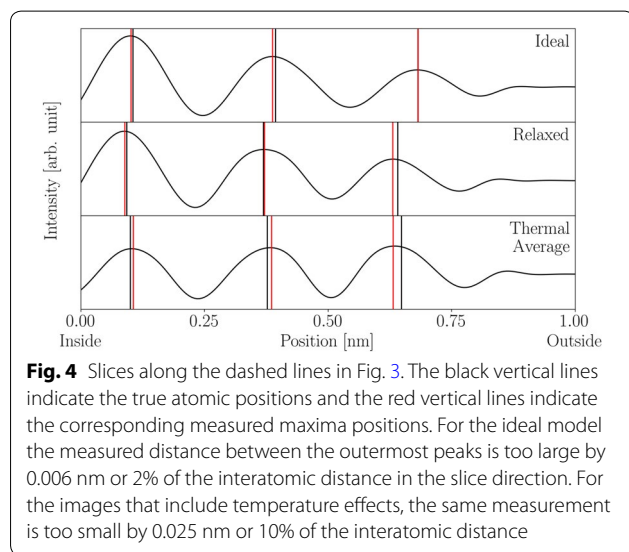 Ideal
Relaxed
Thermal
Average
Intensity [arb. unit]
0.00 0.25 0.50 0.75 1.00
Inside Position [nm] Outside
Fig. 4 Slices along the dashed lines in Fig. 3. The black vertical lines
indicate the true atomic positions and the red vertical lines indicate
the corresponding measured maxima positions. For the ideal model
the measured distance between the outermost peaks is too large by
0.006 nm or 2% of the interatomic distance in the slice direction. For
the images that include temperature effects, the same measurement
is too small by 0.025 nm or 10% of the interatomic distance